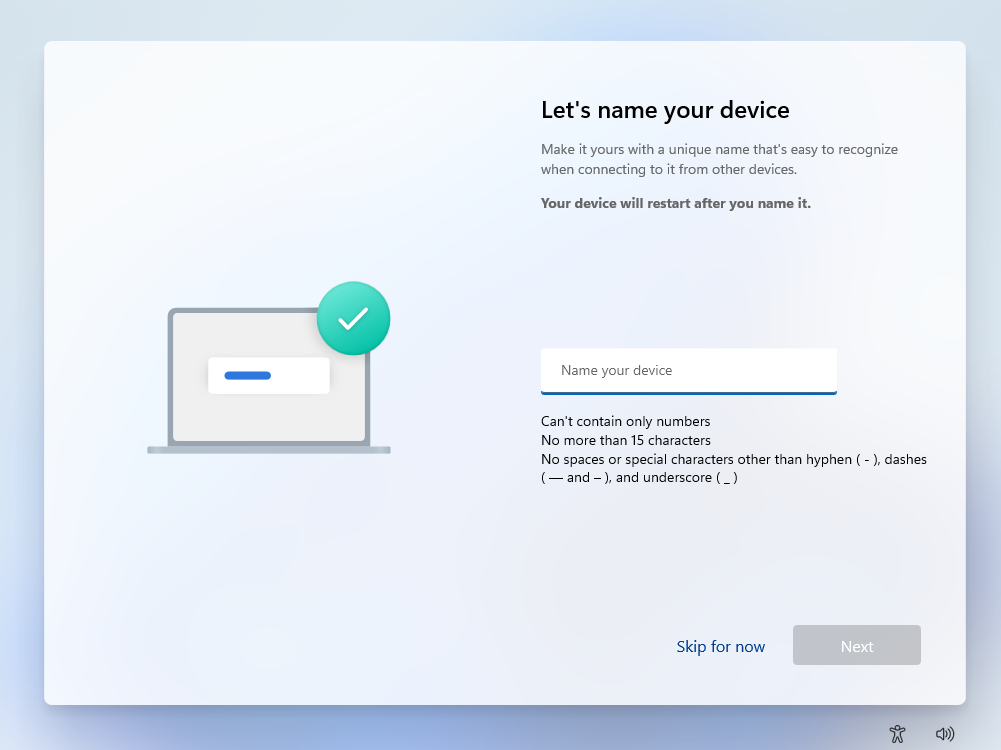 Let's name your device
Make it yours with a unique name that's easy to recognize
when connecting to it from other devices.
Your device will restart after you name it.
Name your device
Can't contain only numbers
No more than 15 characters
No spaces or special characters other than hyphen ( - ), dashes
( — and – ), and underscore ( _ )
Skip for now
Next